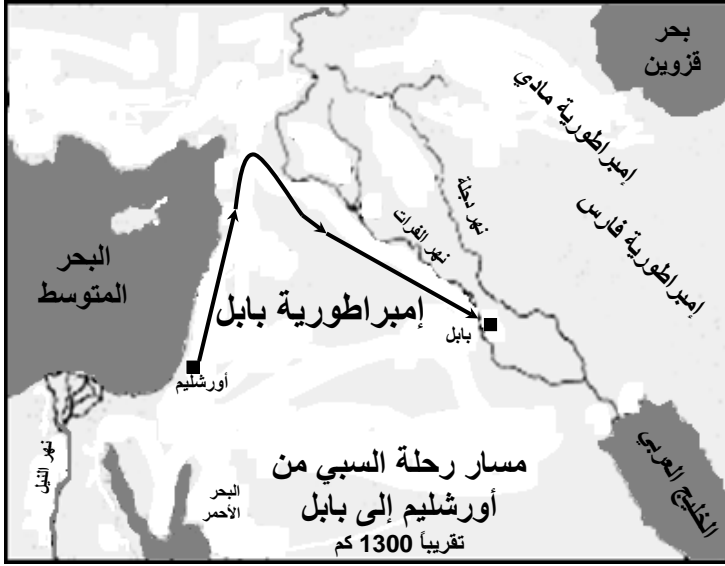 بحر
قزوين
إمبراطورية مادي
إمبراطورية فارس
نهر دجلة
نهر الفرات
البحر
المتوسط
إمبراطورية بابل
بابل
أورشليم
نهر النيل
البحر
الأحمر
مسار رحلة السبي من
أورشليم إلى بابل
تقريباً 1300 كم
الخليج العربي